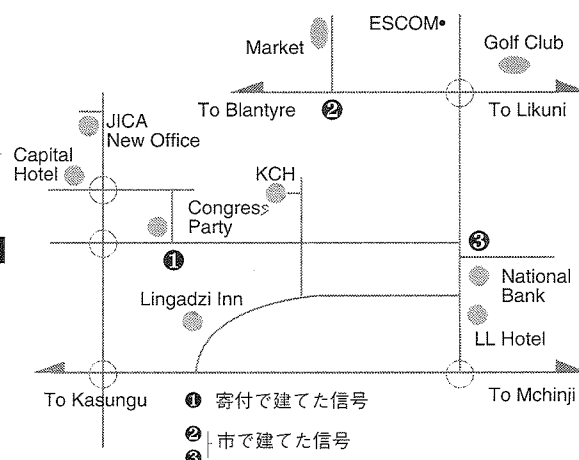 ESCOM•
Market
Golf Club
To Blantyre
❷
To Likuni
JICA
New Office
Capital
Hotel
KCH
Congress
Party
❶
❸
National
Bank
Lingadzi Inn
LL Hotel
To Kasungu
To Mchinji
❶ 寄付で建てた信号
❷
❸ 市で建てた信号